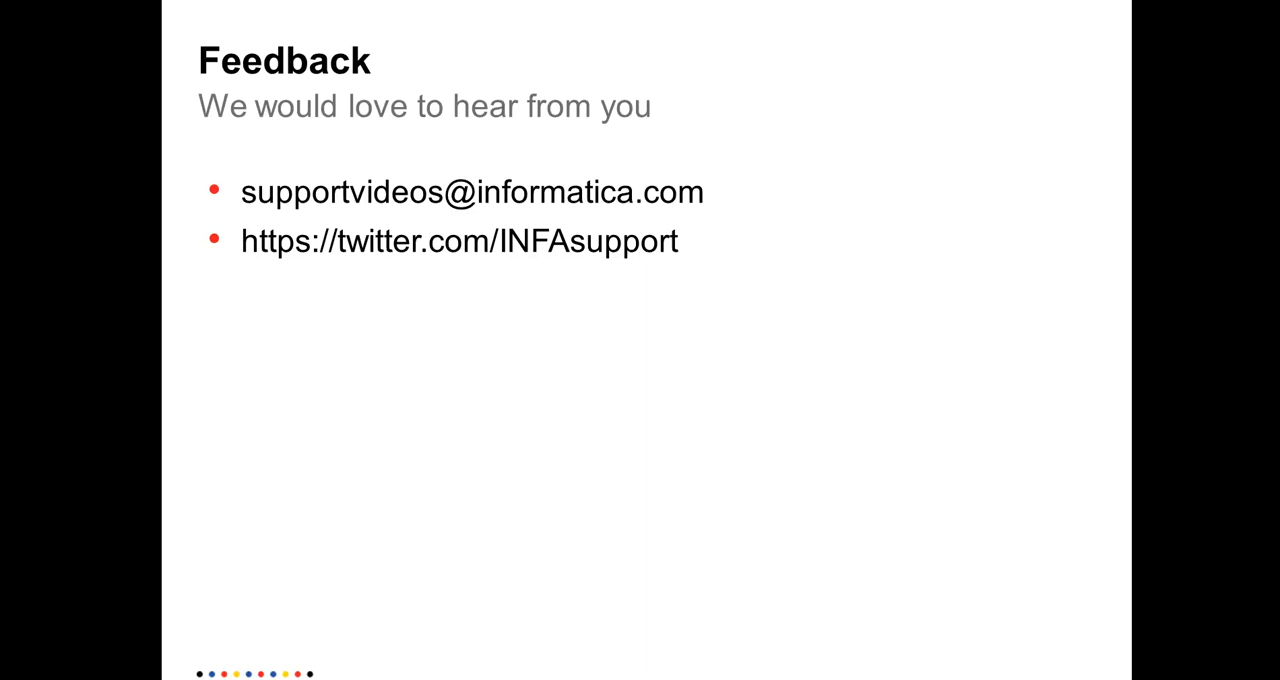 Feedback
We would love to hear from you
supportvideos@informatica.com
https://twitter.com/INFAsupport